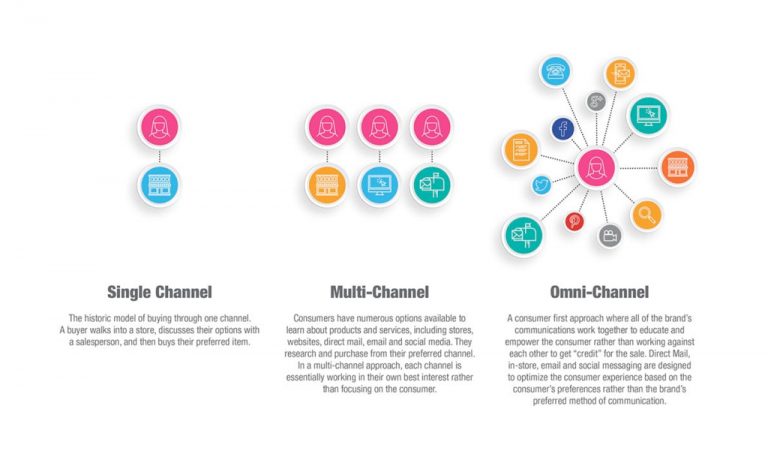 Single Channel
The historic model of buying through one channel.
A buyer walks into a store, discusses their options with
a salesperson, and then buys their preferred item.
Multi-Channel
Consumers have numerous options available to
learn about products and services, including stores,
websites, direct mail, email and social media. They
research and purchase from their preferred channel.
In a multi-channel approach, each channel is
essentially working in their own best interest rather
than focusing on the consumer.
Omni-Channel
A consumer first approach where all of the brand's
communications work together to educate and
empower the consumer rather than working against
each other to get “credit” for the sale. Direct Mail,
in-store, email and social messaging are designed
to optimize the consumer experience based on the
consumer's preferences rather than the brand's
preferred method of communication.